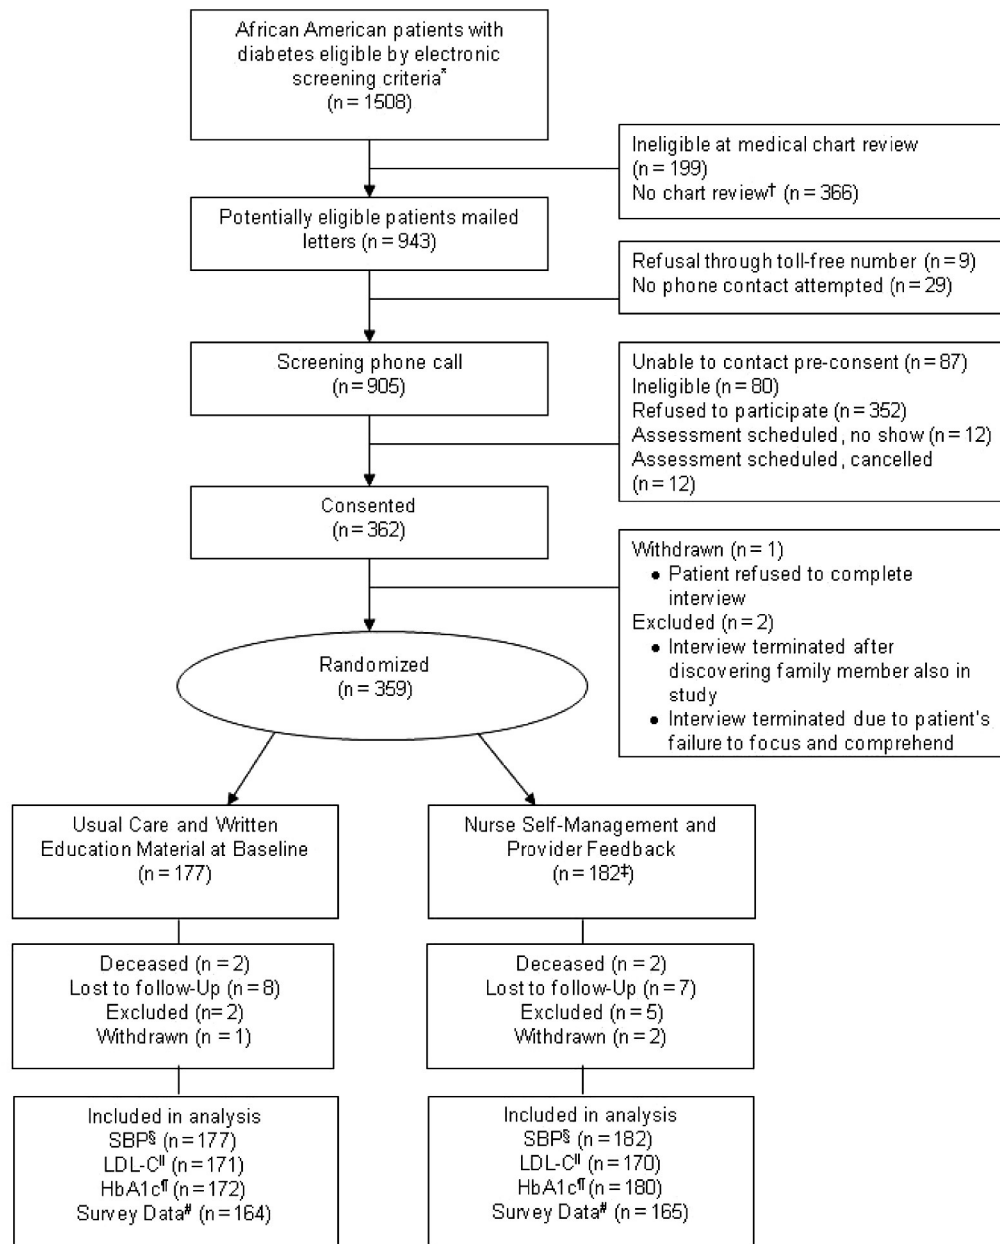 African American patients with
diabetes eligible by electronic
screening criteria*
(n = 1508)
Ineligible at medical chart review
(n = 199)
No chart review† (n = 366)
Potentially eligible patients mailed
letters (n = 943)
Refusal through toll-free number (n = 9)
No phone contact attempted (n = 29)
Screening phone call
(n = 905)
Unable to contact pre-consent (n = 87)
Ineligible (n = 80)
Refused to participate (n = 352)
Assessment scheduled, no show (n = 12)
Assessment scheduled, cancelled
(n = 12)
Consented
(n = 362)
Withdrawn (n = 1)
• Patient refused to complete
interview
Excluded (n = 2)
• Interview terminated after
discovering family member also in
study
• Interview terminated due to patient's
failure to focus and comprehend
Randomized
(n = 359)
Usual Care and Written
Education Material at Baseline
(n = 177)
Nurse Self-Management and
Provider Feedback
(n = 182‡)
Deceased (n = 2)
Lost to follow-Up (n = 8)
Excluded (n= 2)
Withdrawn (n = 1)
Deceased (n = 2)
Lost to follow-Up (n = 7)
Excluded (n = 5)
Withdrawn (n = 2)
Included in analysis
SBP§ (n = 177)
LDL-C‖ (n = 171)
HbA1c¶ (n = 172)
Survey Data# (n = 164)
Included in analysis
SBP§ (n = 182)
LDL-C‖ (n = 170)
HbA1c¶ (n = 180)
Survey Data# (n = 165)